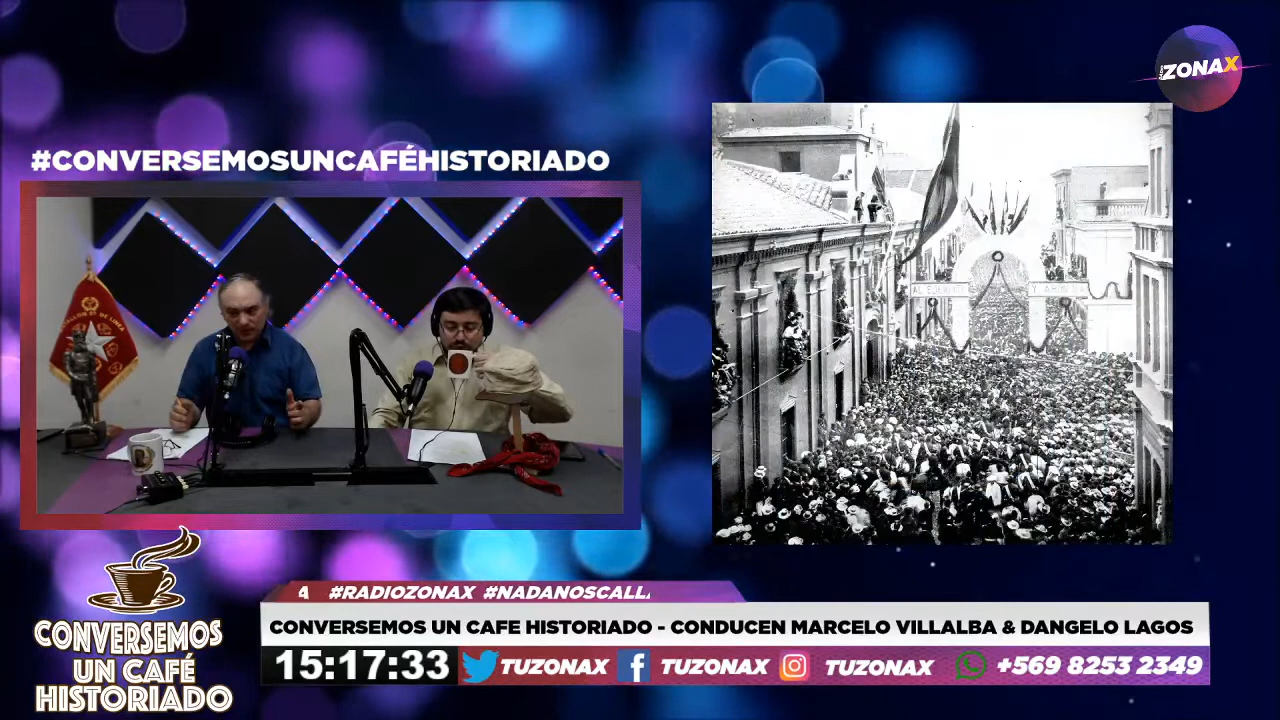 ZONAX
#CONVERSEMOSUNCAFÉHISTORIADO
AL EJERCITO
CONVERSEMOS
UN CAFÉ
HISTORIADO
A #RADIOZONAX #NADANOSCALLA
CONVERSEMOS UN CAFE HISTORIADO - CONDUCEN MARCELO VILLALBA & DANGELO LAGOS
15:17:33 TUZONAX TUZONAX TUZONAX +569 8253 2349